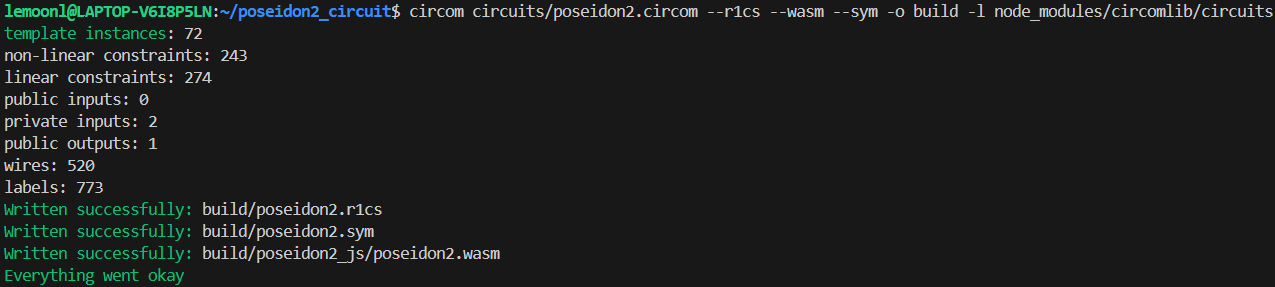 lemoonl@LAPTOP-V6I8P5LN:~/poseidon2_circuit$ circom circuits/poseidon2.circom --r1cs --wasm --sym -o build -l node_modules/circomlib/circuits
template instances: 72
non-linear constraints: 243
linear constraints: 274
public inputs: 0
private inputs: 2
public outputs: 1
wires: 520
labels: 773
Written successfully: build/poseidon2.r1cs
Written successfully: build/poseidon2.sym
Written successfully: build/poseidon2_js/poseidon2.wasm
Everything went okay